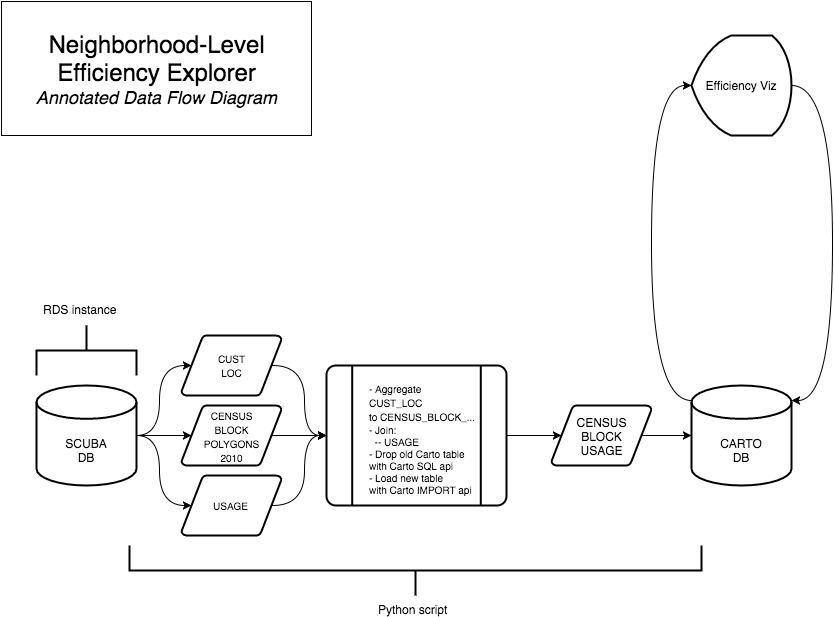 Neighborhood-Level
Efficiency Explorer
Annotated Data Flow Diagram
Efficiency Viz
RDS instance
SCUBA
DB
CUST
LOC
CENSUS
BLOCK
POLYGONS
2010
USAGE
- Aggregate
CUST_LOC
to CENSUS_BLOCK_...
- Join:
-- USAGE
- Drop old Carto table
with Carto SQL api
- Load new table
with Carto IMPORT api
CENSUS
BLOCK
USAGE
CARTO
DB
Python script